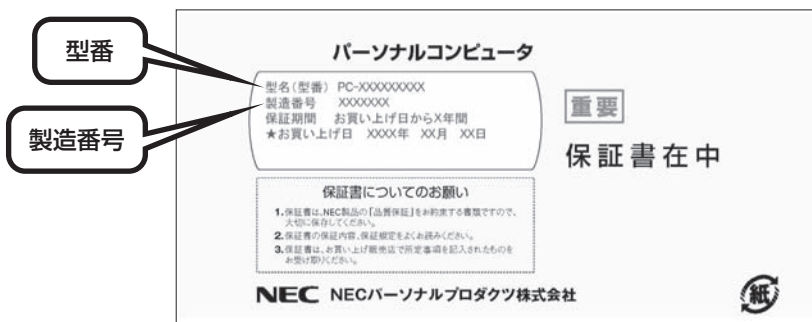 型番
製造番号
パーソナルコンピュータ
型名(型番) PC-XXXXXXXXX
製造番号 XXXXXXX
保証期間 お買い上げ日からX年間
★お買い上げ日 XXXX年 XX月 XX日
重要
保証書在中
保証書についてのお願い
1.保証書は、NEC製品の「品質保証」をお約束する書類ですので、
大切に保存してください。
2.保証書の保証内容、保証規定をよくお読みください。
3.保証書は、お買い上げ販売店で所定事項を記入されたものを
お受け取りください。
NEC NECパーソナルプロダクツ株式会社
紙